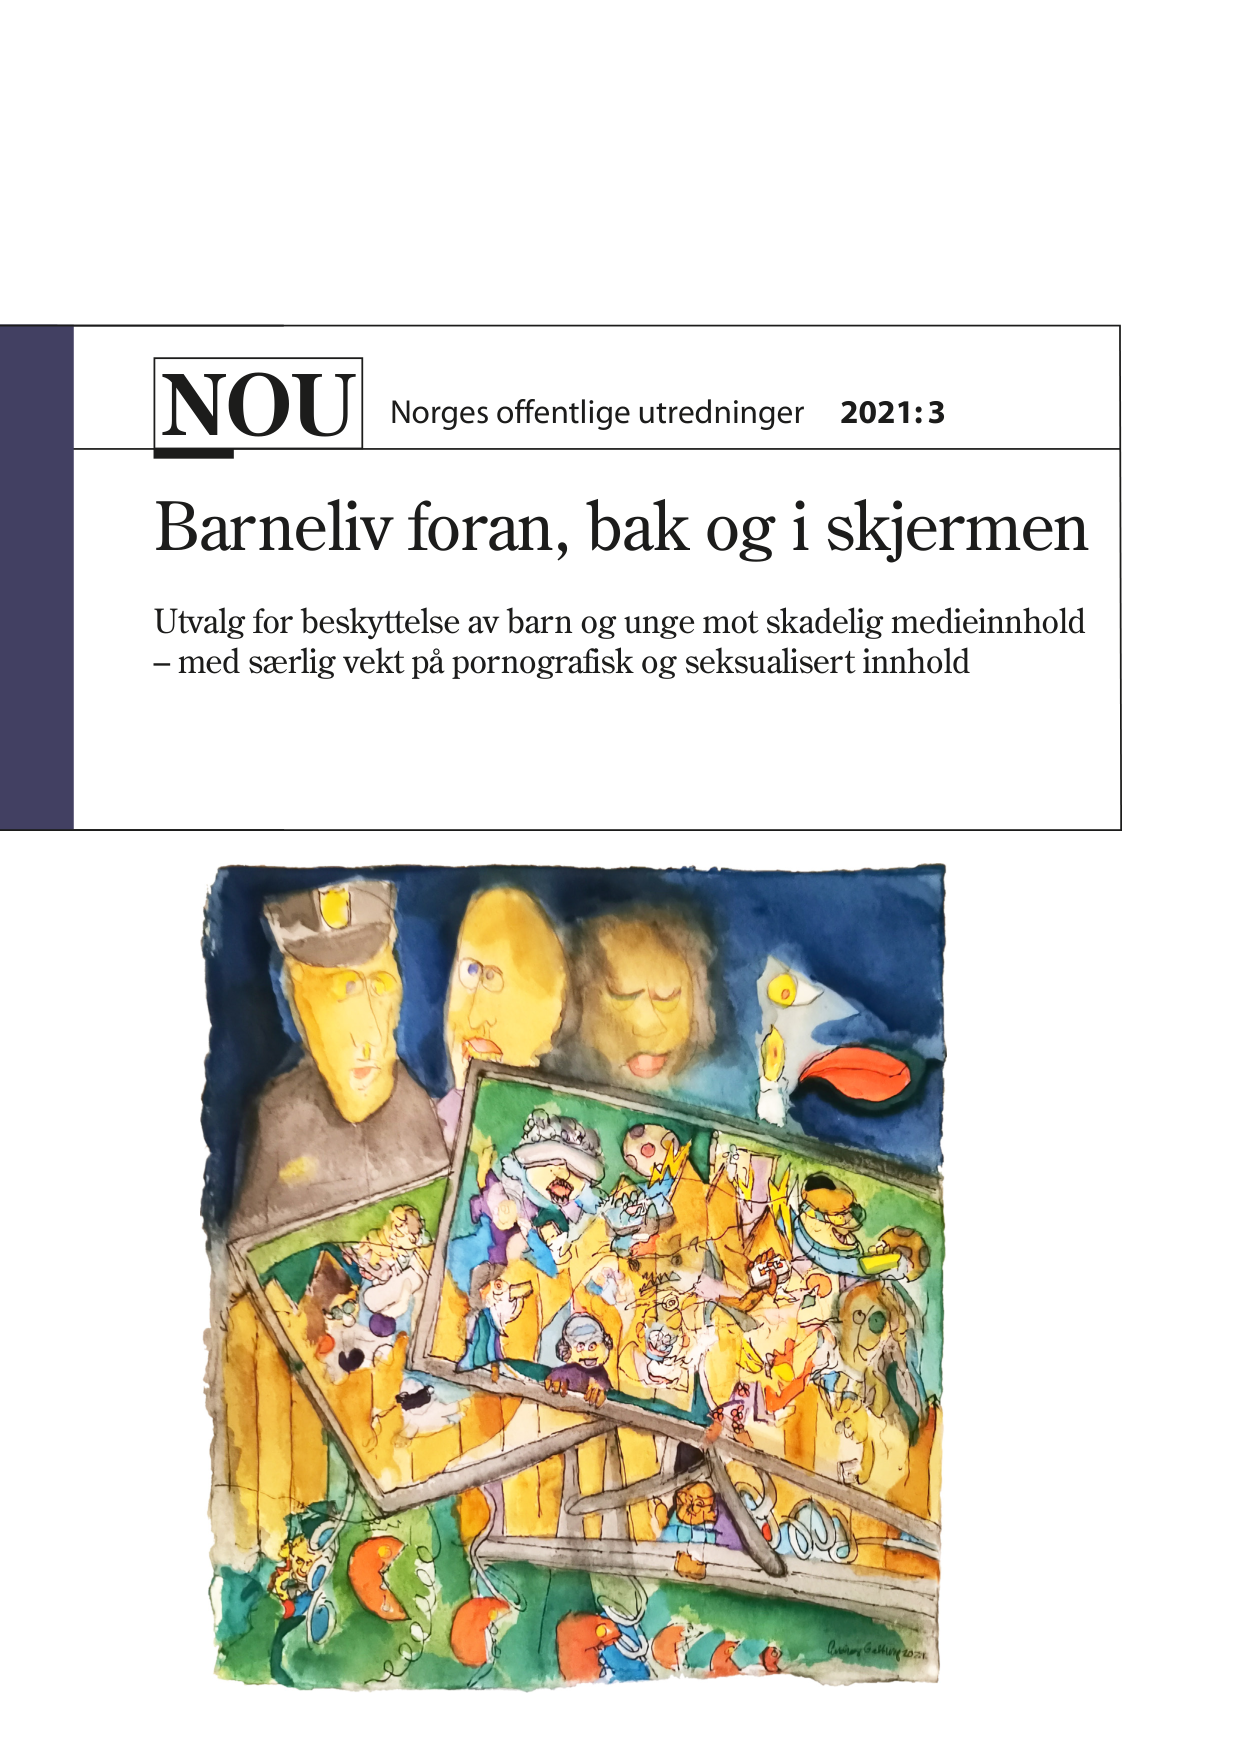 NOU
Norges offentlige utredninger 2021: 3
Barneliv foran, bak og i skjermen
Utvalg for beskyttelse av barn og unge mot skadelig medieinnhold
– med særlig vekt på pornografisk og seksualisert innhold